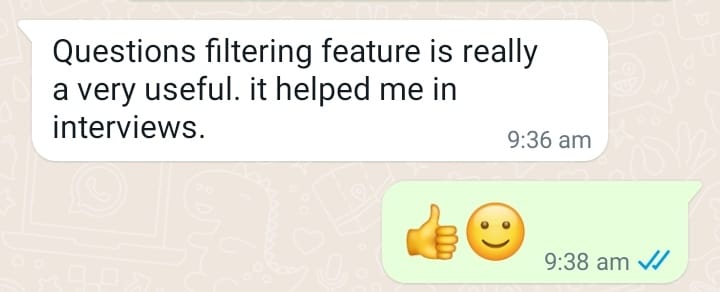 Questions filtering feature is really
a very useful. it helped me in
interviews.
9:36 am
👍🙂
9:38 am